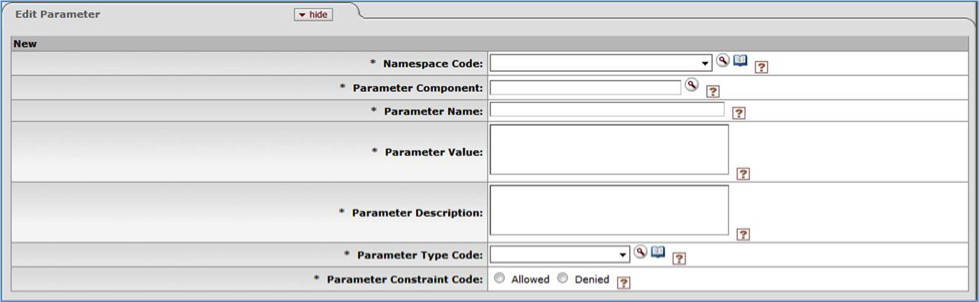 Edit Parameter
hide
New
* Namespace Code:
?
* Parameter Component:
?
* Parameter Name:
?
* Parameter Value:
?
* Parameter Description:
?
* Parameter Type Code:
?
* Parameter Constraint Code: Allowed Denied ?